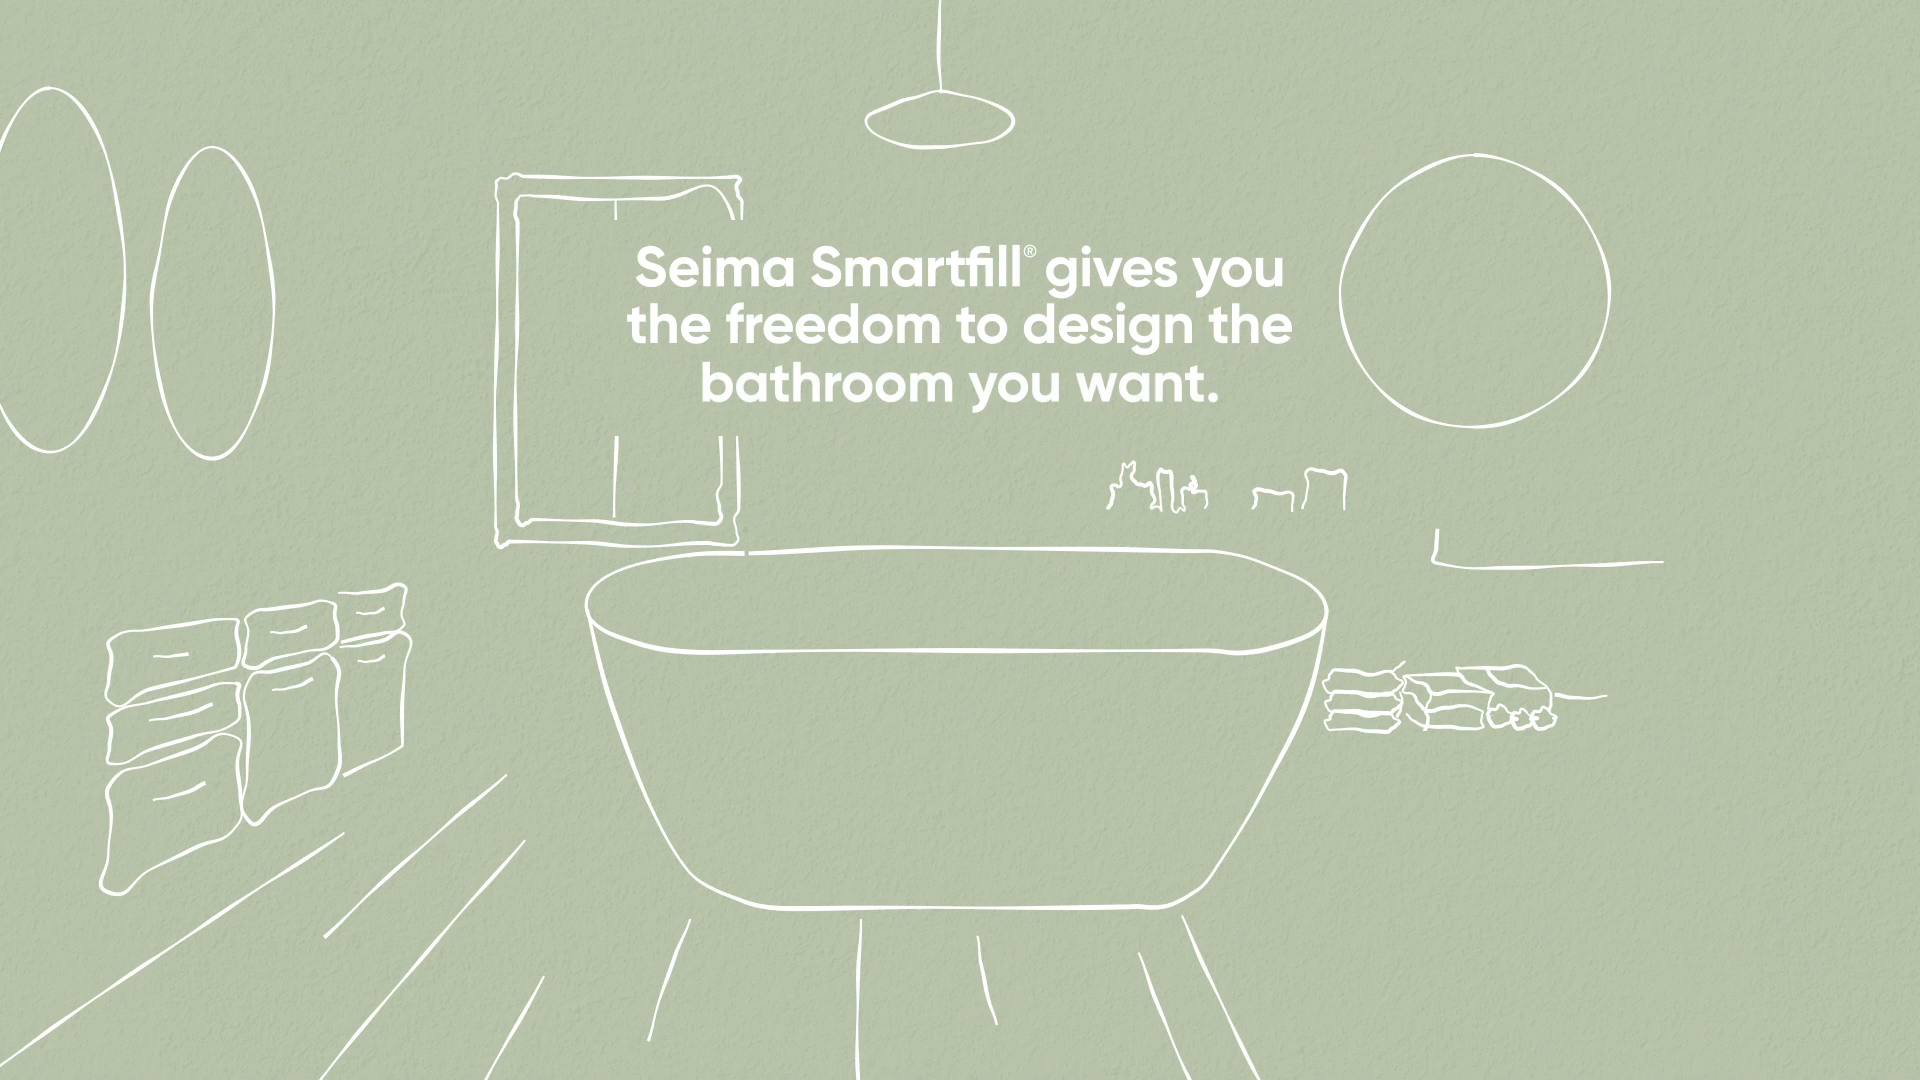 Seima Smartfill® gives you
the freedom to design the
bathroom you want.